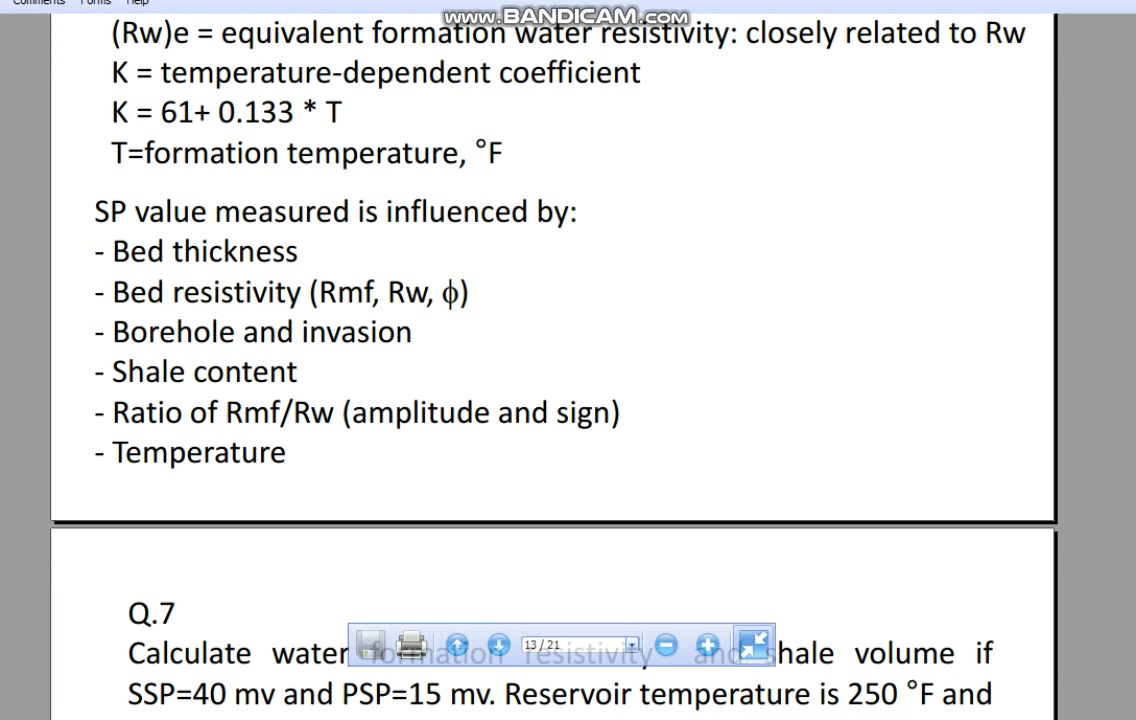 Comments Forms Help
www.BANDICAM.com
(Rw)e = equivalent formation water resistivity: closely related to Rw
K = temperature-dependent coefficient
K = 61+ 0.133 * T
T=formation temperature, °F
SP value measured is influenced by:
- Bed thickness
- Bed resistivity (Rmf, Rw, ϕ)
- Borehole and invasion
- Shale content
- Ratio of Rmf/Rw (amplitude and sign)
- Temperature
Q.7
Calculate water formation resistivity and shale volume if
13 / 21
SSP=40 mv and PSP=15 mv. Reservoir temperature is 250 °F and